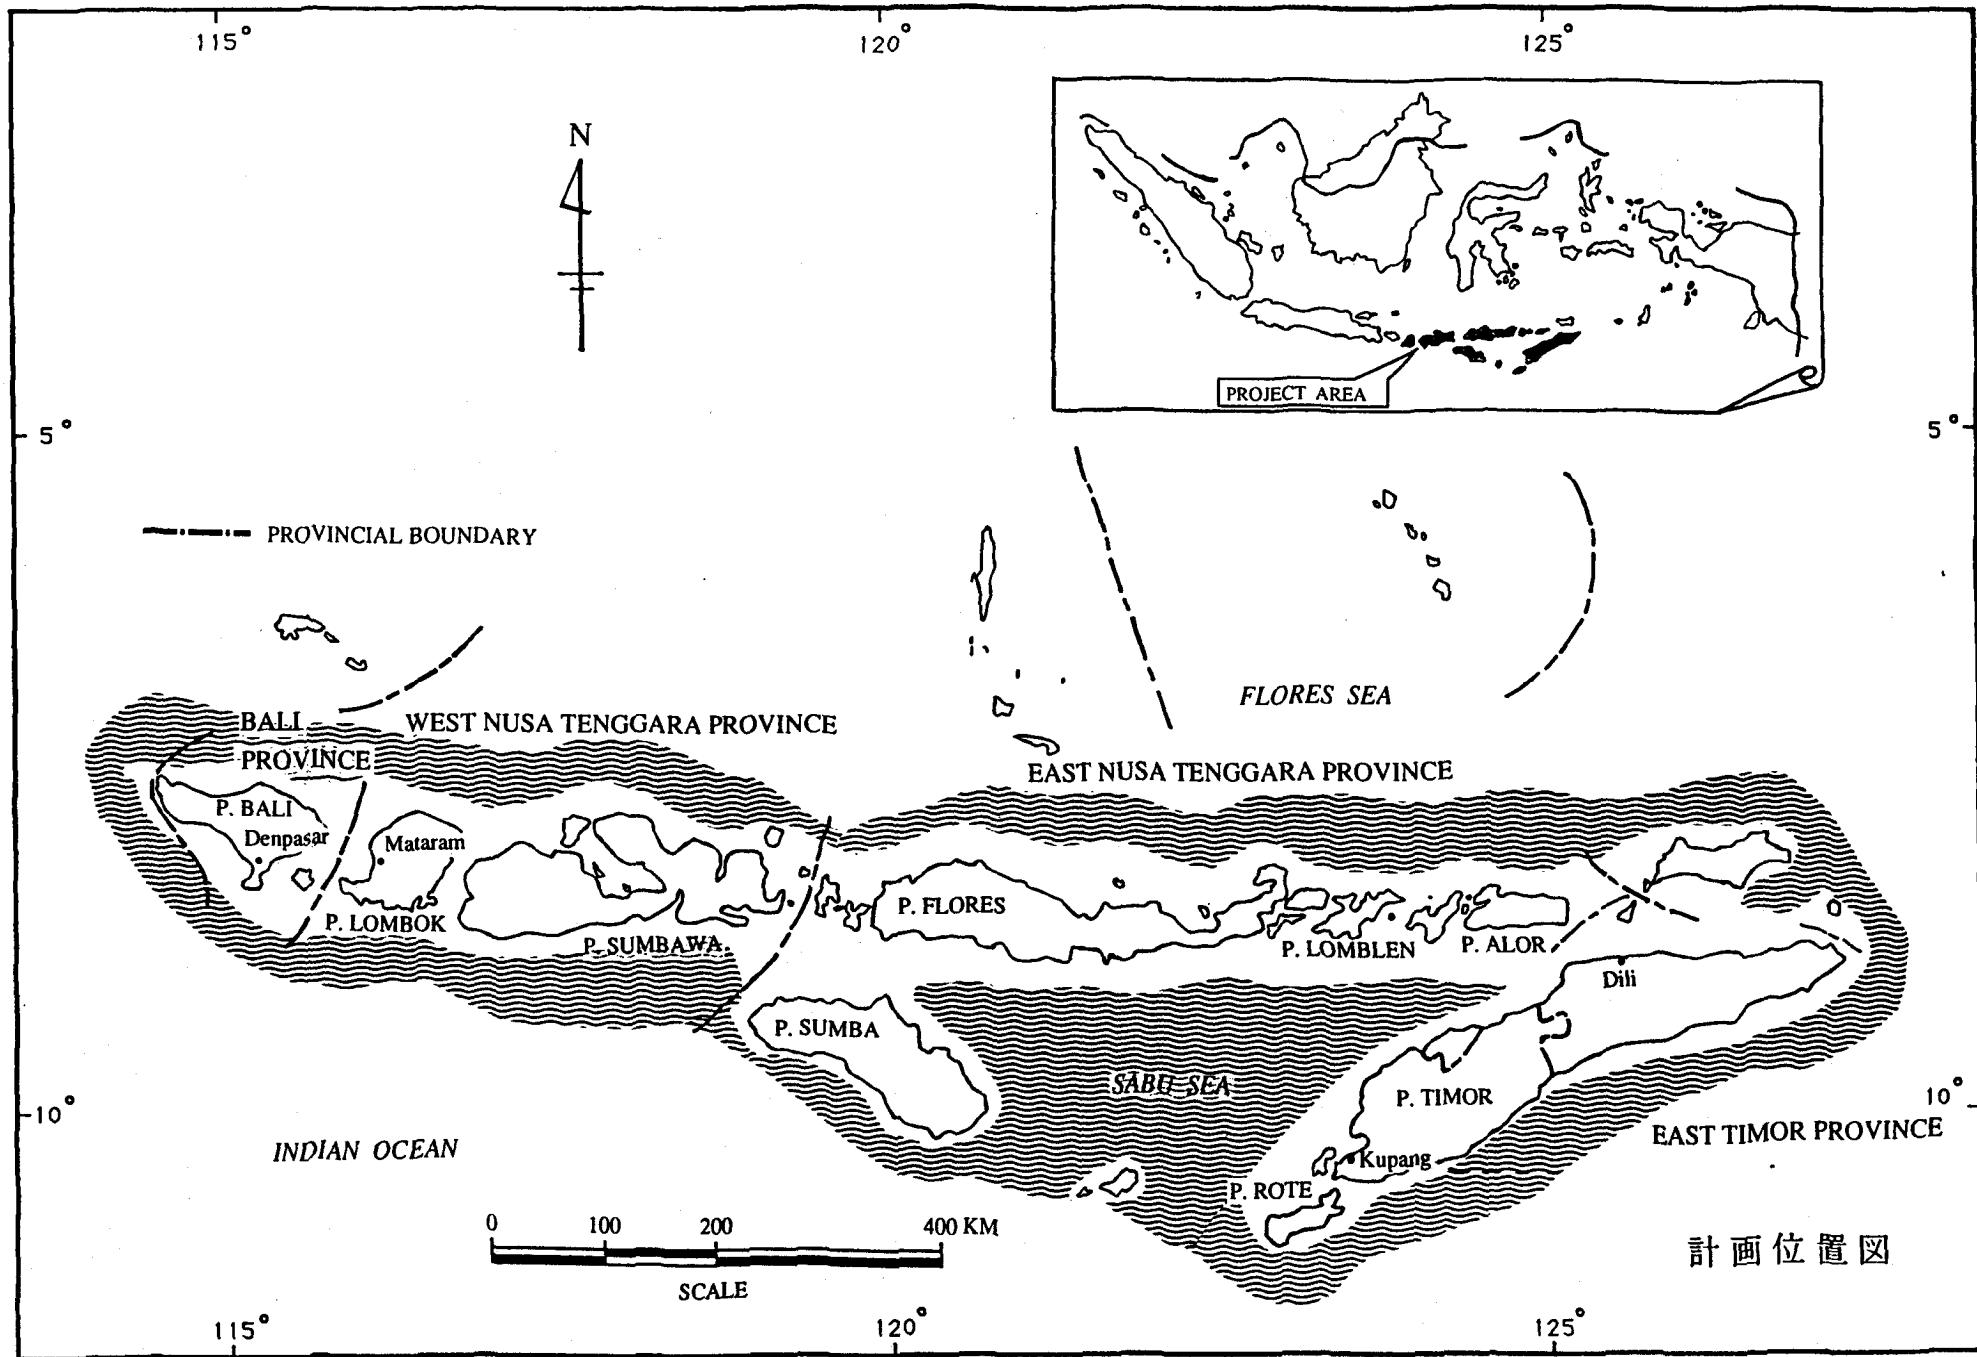 115°
120°
125°
N
PROJECT AREA
5°
5°
PROVINCIAL BOUNDARY
FLORES SEA
BALI
PROVINCE
WEST NUSA TENGGARA PROVINCE
EAST NUSA TENGGARA PROVINCE
P. BALI
Denpasar
Mataram
P. LOMBOK
P. SUMBAWA
P. FLORES
P. LOMBLEN
P. ALOR
Dili
P. SUMBA
SABU SEA
P. TIMOR
10°
10°
INDIAN OCEAN
EAST TIMOR PROVINCE
Kupang
P. ROTE
0 100 200 400 KM
SCALE
計画位置図
115°
120°
125°